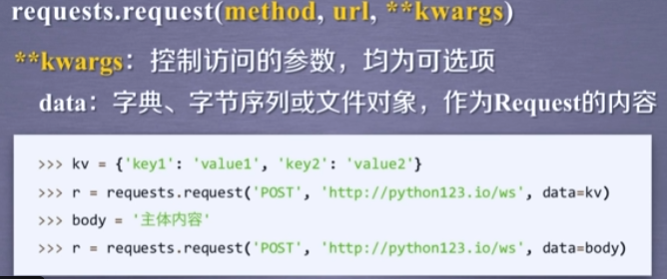 requests.request(method, url, **kwargs)
**kwargs：控制访问的参数，均为可选项
data：字典、字节序列或文件对象，作为Request的内容
>>> kv = {'key1': 'value1', 'key2': 'value2'}
>>> r = requests.request('POST', 'http://python123.io/ws', data=kv)
>>> body = '主体内容'
>>> r = requests.request('POST', 'http://python123.io/ws', data=body)